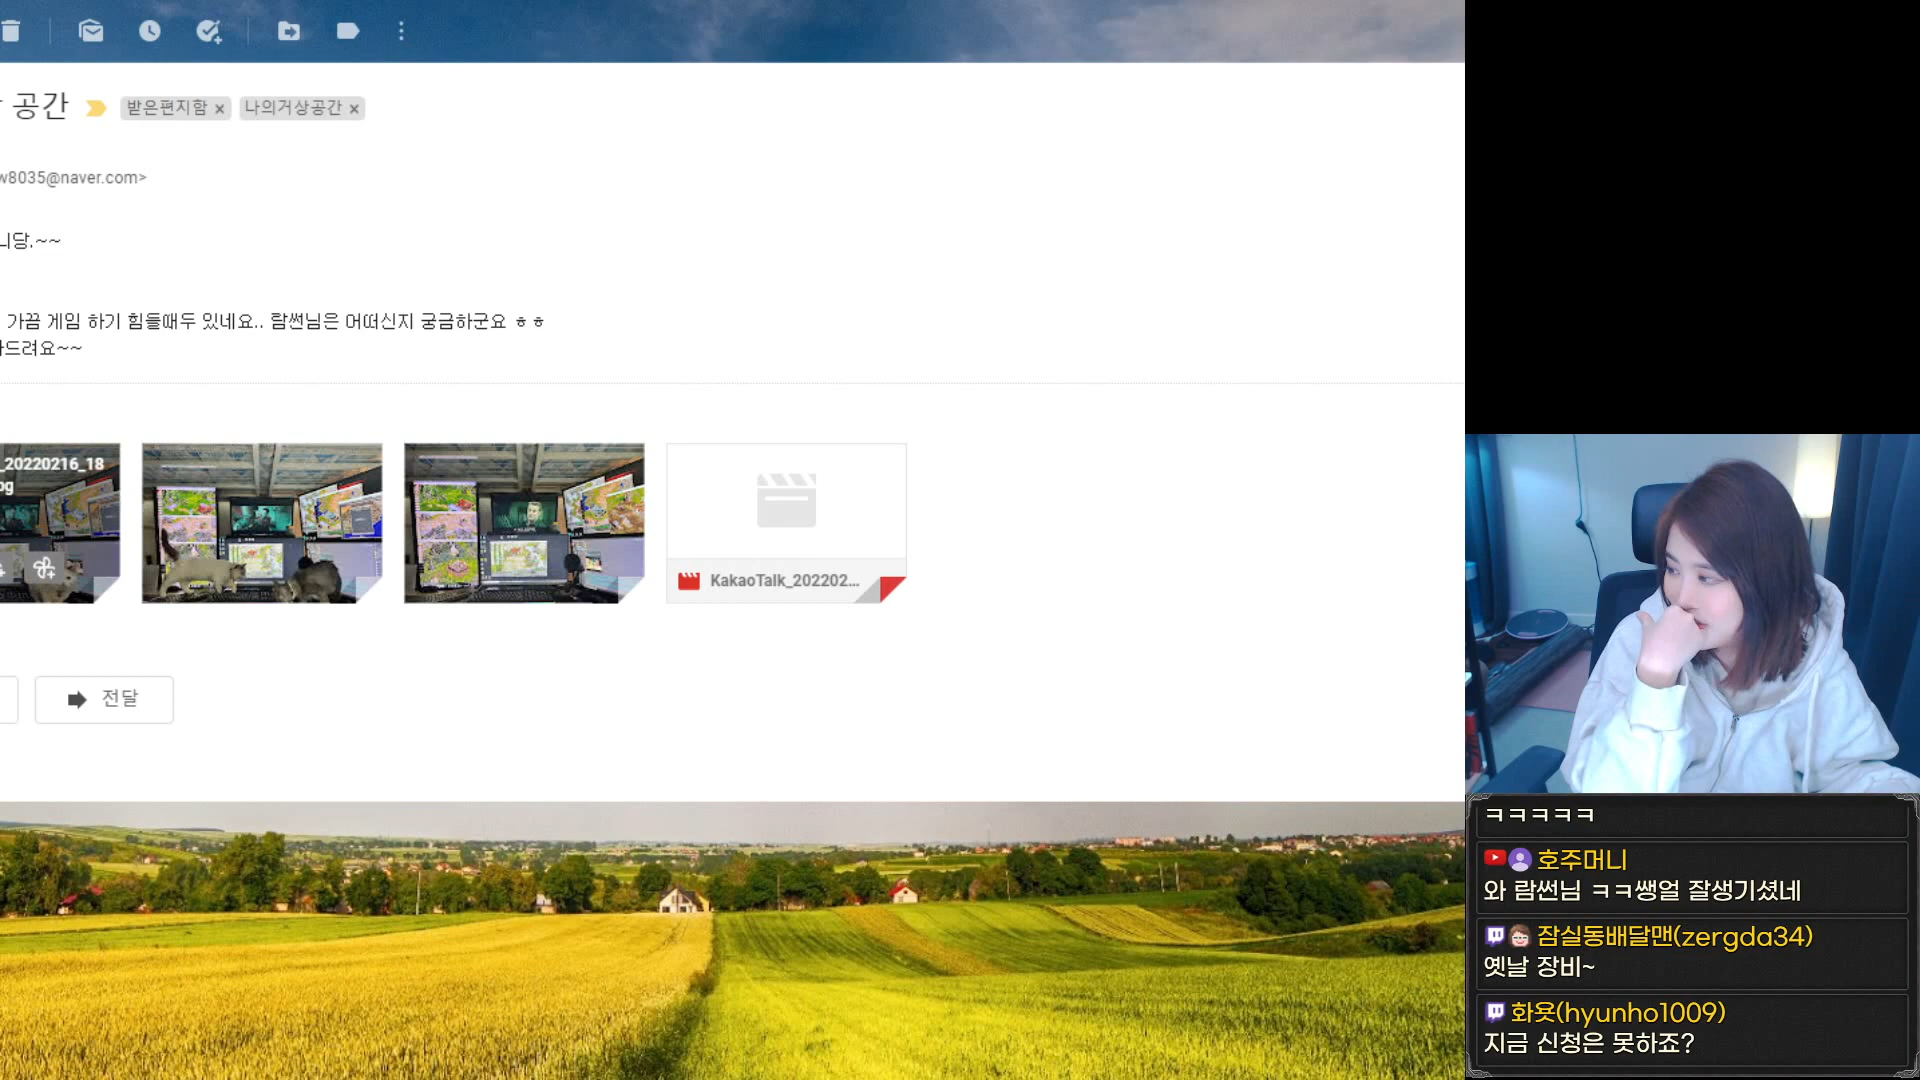 공간
받은편지함 ×
나의거상공간 ×
w8035@naver.com>
니당.~~
가끔 게임 하기 힘들때두 있네요.. 람썬님은 어떠신지 궁금하군요 ㅎㅎ
드려요~~
_20220216_18
KakaoTalk_202202...
전달
ㅋㅋㅋㅋㅋ
호주머니
와 람썬님 ㅋㅋ쌩얼 잘생기셨네
잠실동배달맨(zergda34)
옛날 장비~
화욧(hyunho1009)
지금 신청은 못하죠?